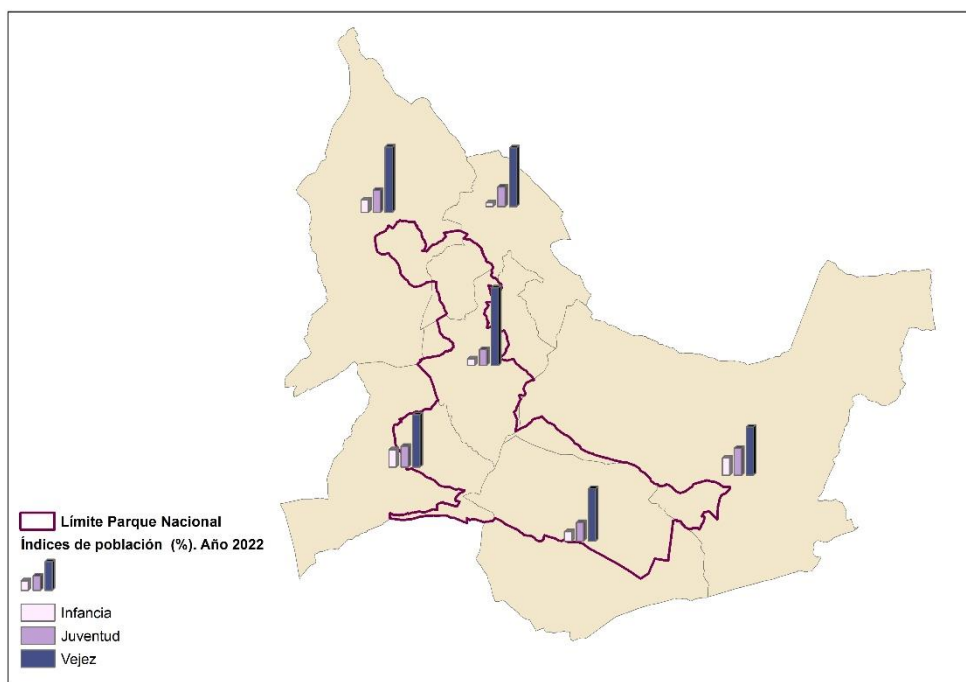 Límite Parque Nacional
Índices de población (%). Año 2022
Infancia
Juventud
Vejez